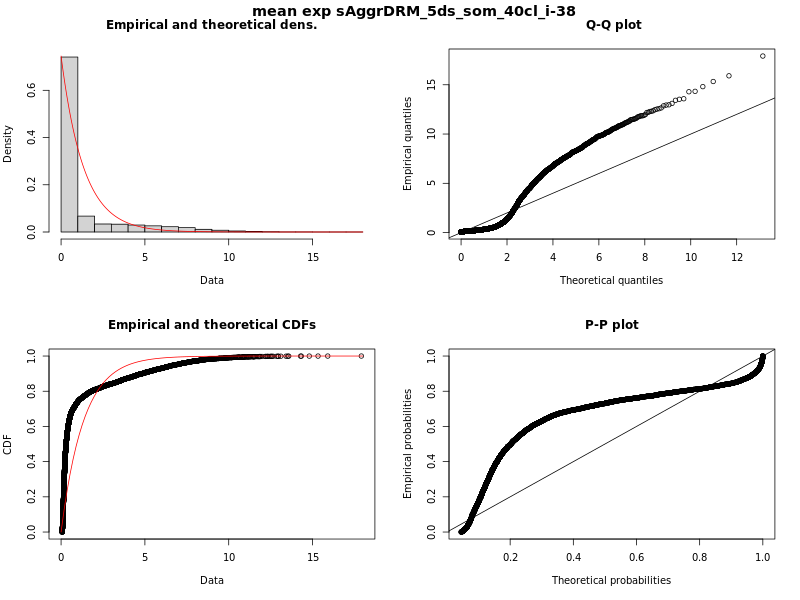 mean exp sAggrDRM_5ds_som_40cl_i-38
Empirical and theoretical dens.
Density
0.0 0.2 0.4 0.6
0 5 10 15
Data
Q-Q plot
Empirical quantiles
0 5 10 15
0 2 4 6 8 10 12
Theoretical quantiles
Empirical and theoretical CDFs
CDF
0.0 0.2 0.4 0.6 0.8 1.0
0 5 10 15
Data
P-P plot
Empirical probabilities
0.0 0.2 0.4 0.6 0.8 1.0
0.2 0.4 0.6 0.8 1.0
Theoretical probabilities